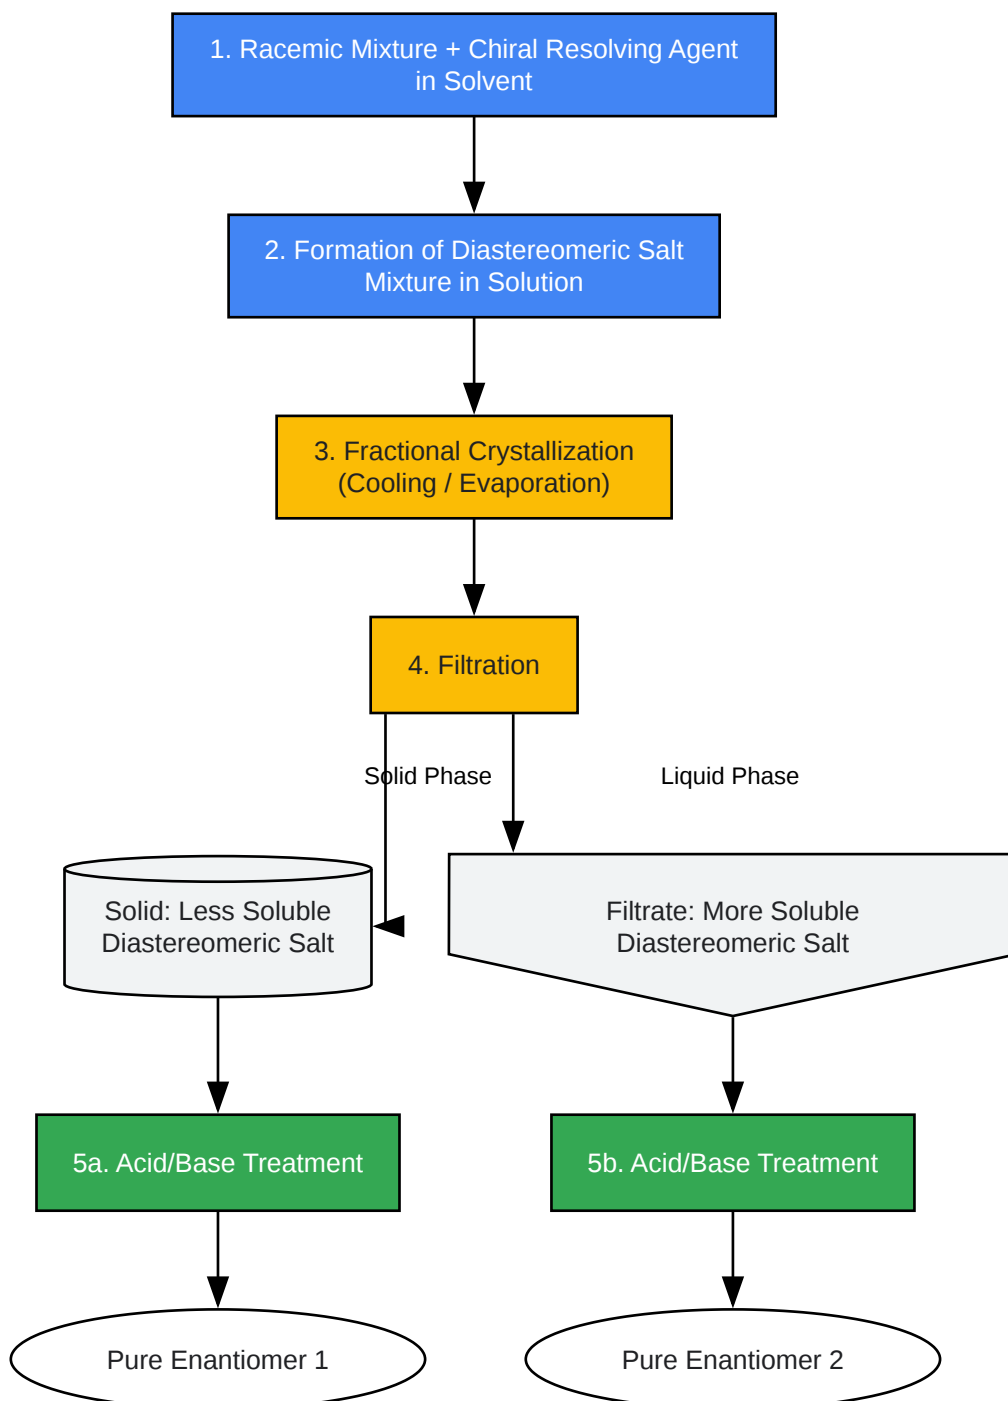 1. Racemic Mixture + Chiral Resolving Agent
in Solvent
2. Formation of Diastereomeric Salt
Mixture in Solution
3. Fractional Crystallization
(Cooling / Evaporation)
4. Filtration
Solid Phase
Liquid Phase
Solid: Less Soluble
Diastereomeric Salt
Filtrate: More Soluble
Diastereomeric Salt
5a. Acid/Base Treatment
5b. Acid/Base Treatment
Pure Enantiomer 1
Pure Enantiomer 2